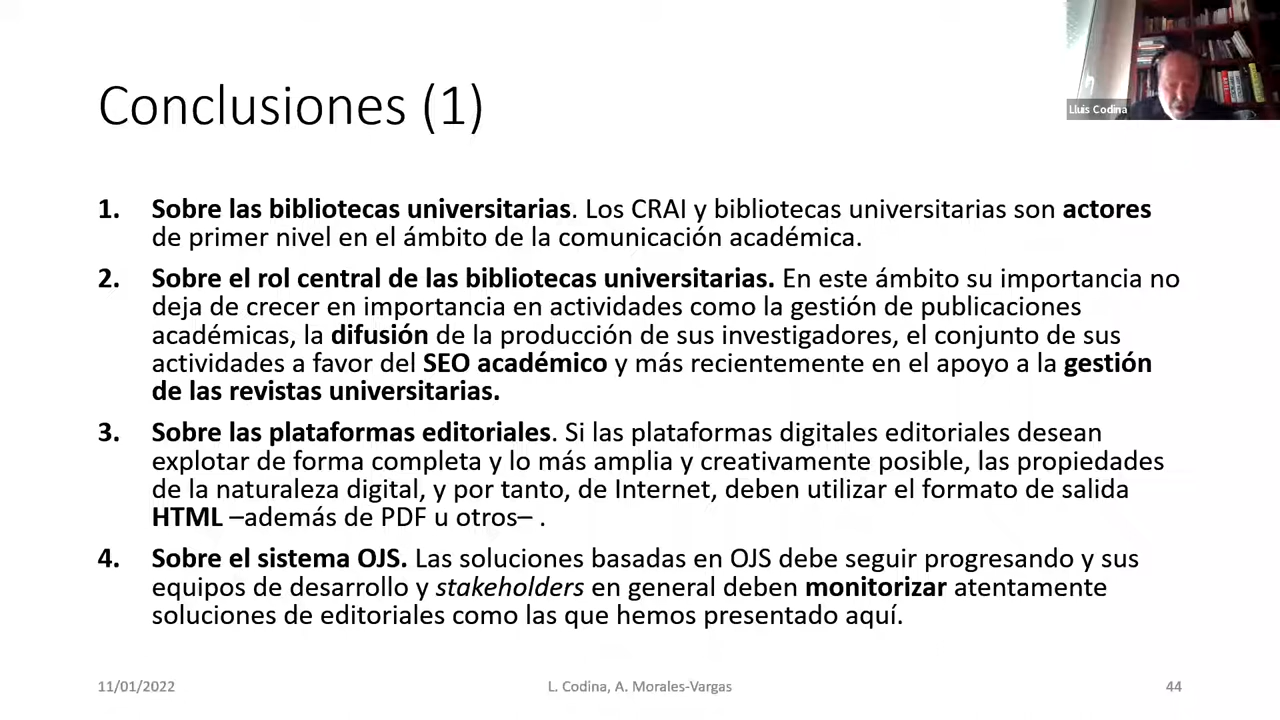 Conclusiones (1)
Lluis Codina
1. Sobre las bibliotecas universitarias. Los CRAI y bibliotecas universitarias son actores
de primer nivel en el ámbito de la comunicación académica.
2. Sobre el rol central de las bibliotecas universitarias. En este ámbito su importancia no
deja de crecer en importancia en actividades como la gestión de publicaciones
académicas, la difusión de la producción de sus investigadores, el conjunto de sus
actividades a favor del SEO académico y más recientemente en el apoyo a la gestión
de las revistas universitarias.
3. Sobre las plataformas editoriales. Si las plataformas digitales editoriales desean
explotar de forma completa y lo más amplia y creativamente posible, las propiedades
de la naturaleza digital, y por tanto, de Internet, deben utilizar el formato de salida
HTML –además de PDF u otros– .
4. Sobre el sistema OJS. Las soluciones basadas en OJS debe seguir progresando y sus
equipos de desarrollo y stakeholders en general deben monitorizar atentamente
soluciones de editoriales como las que hemos presentado aquí.
11/01/2022
L. Codina, A. Morales-Vargas
44